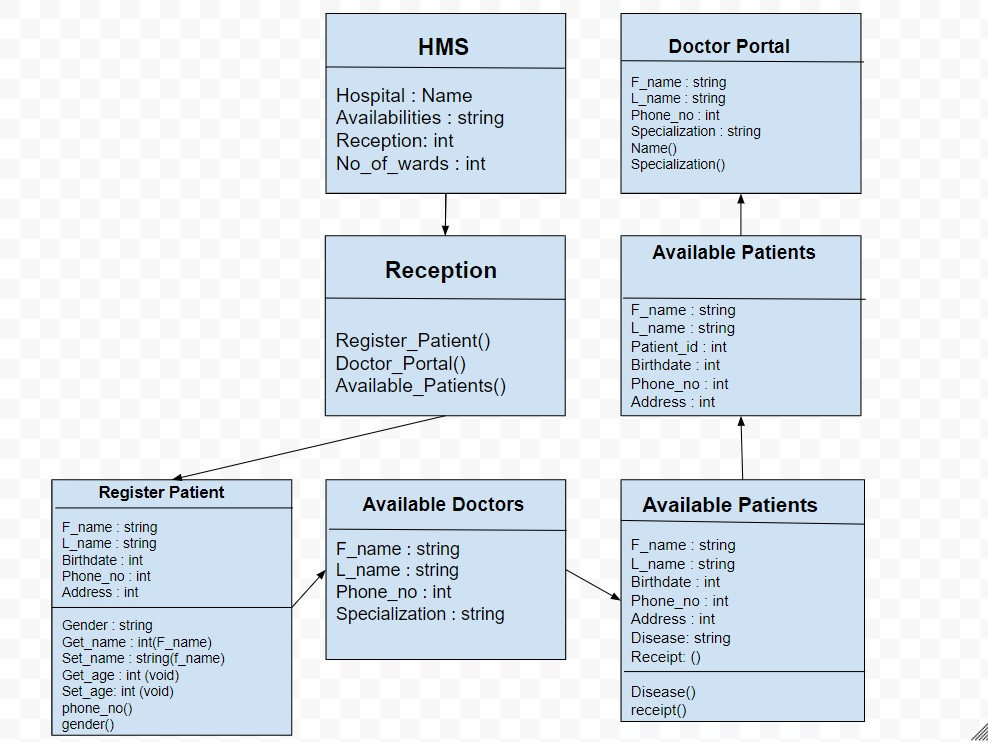 HMS
Hospital : Name
Availabilities : string
Reception: int
No_of_wards : int
Doctor Portal
F_name : string
L_name : string
Phone_no : int
Specialization : string
Name()
Specialization()
Reception
Register_Patient()
Doctor_Portal()
Available_Patients()
Available Patients
F_name : string
L_name : string
Patient_id : int
Birthdate : int
Phone_no : int
Address : int
Register Patient
F_name : string
L_name : string
Birthdate : int
Phone_no : int
Address : int
Gender : string
Get_name : int(F_name)
Set_name : string(f_name)
Get_age : int (void)
Set_age: int (void)
phone_no()
gender()
Available Doctors
F_name : string
L_name : string
Phone_no : int
Specialization : string
Available Patients
F_name : string
L_name : string
Birthdate : int
Phone_no : int
Address : int
Disease: string
Receipt: ()
Disease()
receipt()